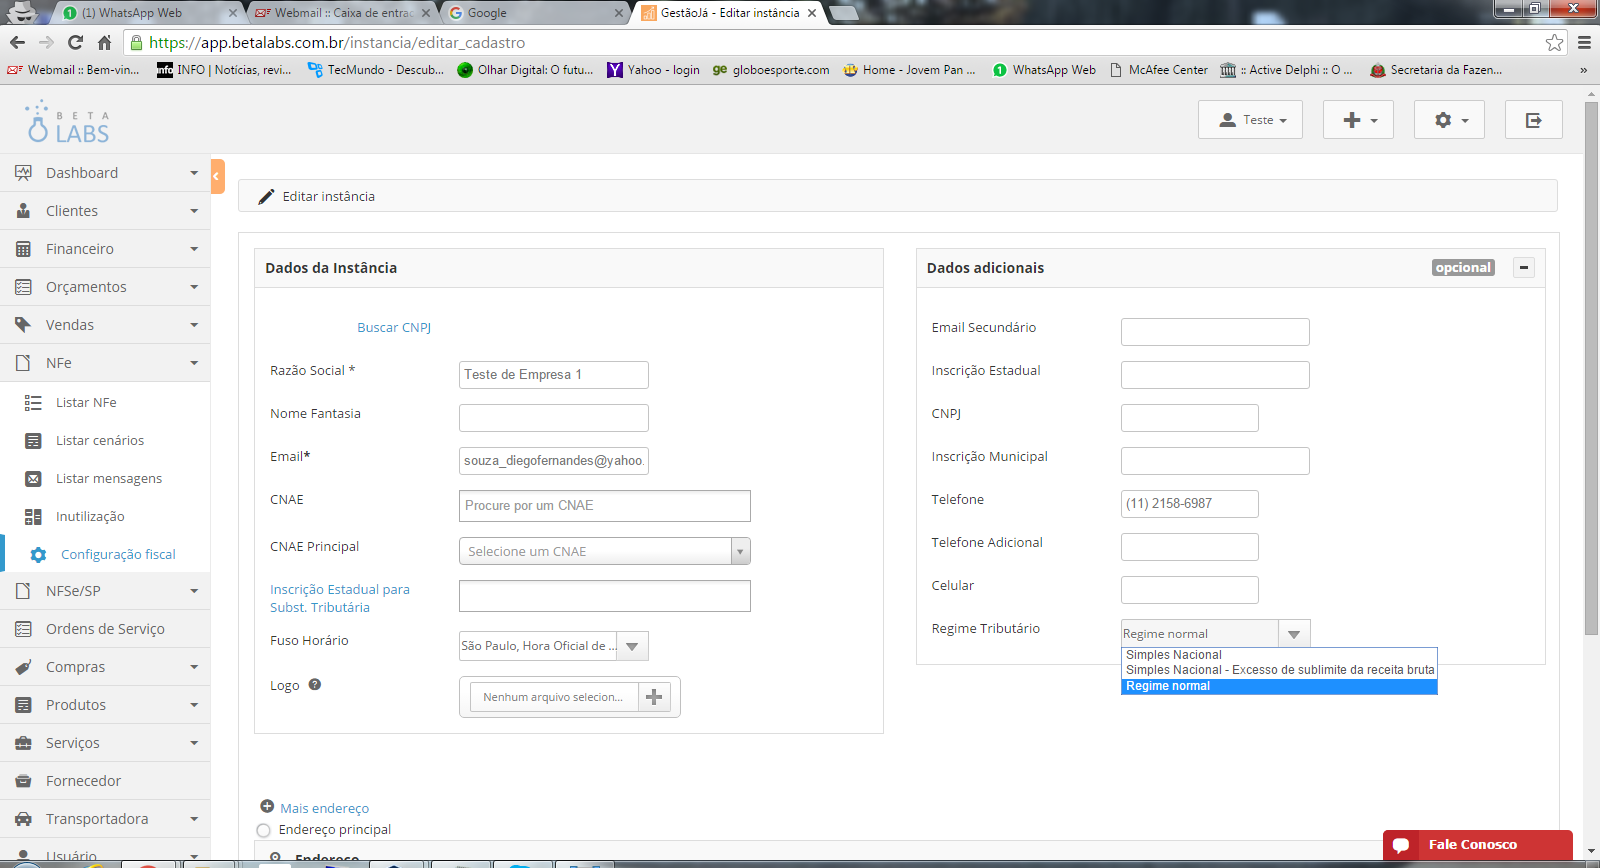 (1) WhatsApp Web
Webmail :: Caixa de entrac
Google
GestãoJá - Editar instância
https://app.betalabs.com.br/instancia/editar_cadastro
Webmail :: Bem-vin...
INFO | Notícias, revi...
TecMundo - Descub...
Olhar Digital: O futu...
Yahoo - login
globoesporte.com
Home - Jovem Pan ...
WhatsApp Web
McAfee Center
:: Active Delphi :: O ...
Secretaria da Fazen...
»
BETA
LABS
Teste
Dashboard
Clientes
Financeiro
Orçamentos
Vendas
NFe
Listar NFe
Listar cenários
Listar mensagens
Inutilização
Configuração fiscal
NFSe/SP
Ordens de Serviço
Compras
Produtos
Serviços
Fornecedor
Transportadora
Usuário
Editar instância
Dados da Instância
Buscar CNPJ
Razão Social *
Teste de Empresa 1
Nome Fantasia
Email*
souza_diegofernandes@yahoo.
CNAE
Procure por um CNAE
CNAE Principal
Selecione um CNAE
Inscrição Estadual para
Subst. Tributária
Fuso Horário
São Paulo, Hora Oficial de ...
Logo
Nenhum arquivo selecion...
Dados adicionais
opcional
Email Secundário
Inscrição Estadual
CNPJ
Inscrição Municipal
Telefone
(11) 2158-6987
Telefone Adicional
Celular
Regime Tributário
Regime normal
Simples Nacional
Simples Nacional - Excesso de sublimite da receita bruta
Regime normal
Mais endereço
Endereço principal
Endereço
Fale Conosco